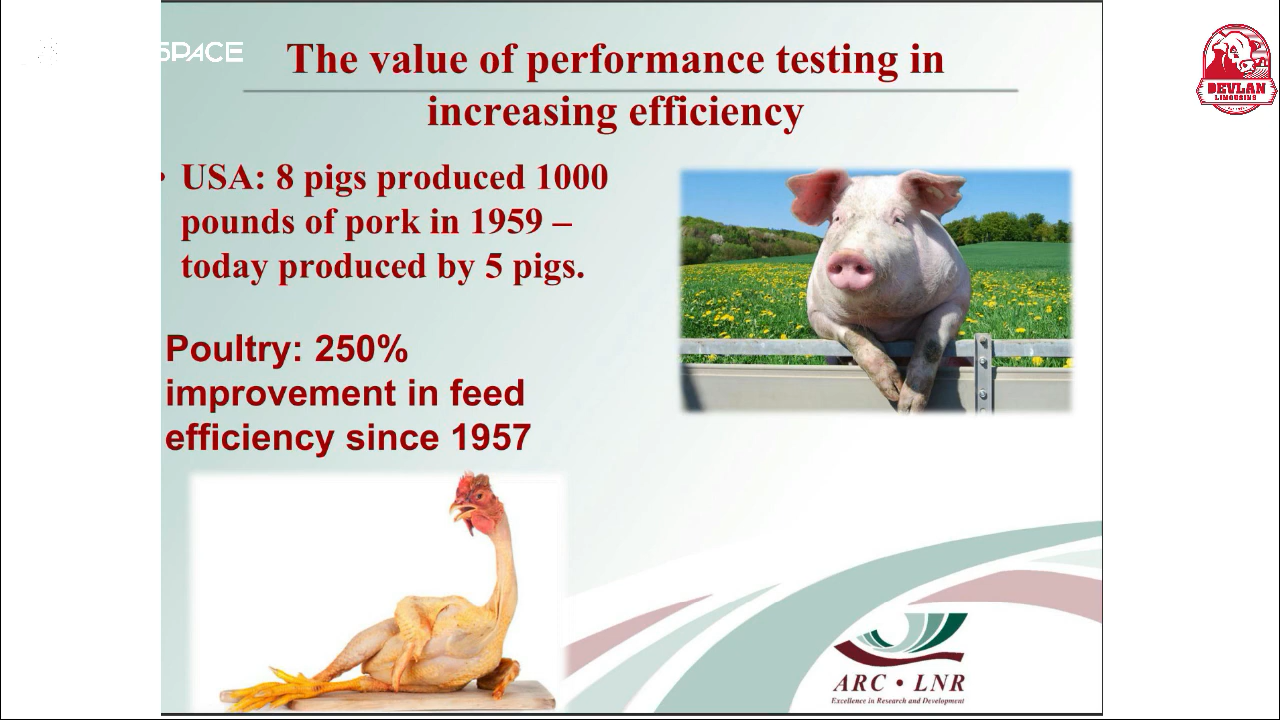 SPACE
The value of performance testing in
increasing efficiency
DEVLAN
LIMOUSINS
• USA: 8 pigs produced 1000
pounds of pork in 1959 –
today produced by 5 pigs.
Poultry: 250%
improvement in feed
efficiency since 1957
ARC • LNR
Excellence in Research and Development